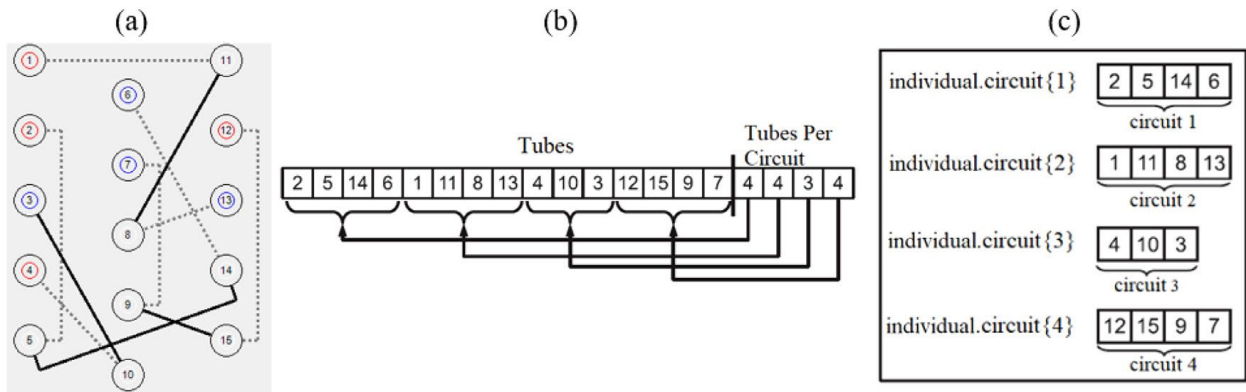 (a)
1
11
6
2
12
7
3
13
8
4
14
9
5
15
10
(b)
Tubes
Tubes Per
Circuit
2 5 14 6 1 11 8 13 4 10 3 12 15 9 7 4 4 3 4
(c)
individual.circuit{1} 2 5 14 6
circuit 1
individual.circuit{2} 1 11 8 13
circuit 2
individual.circuit{3} 4 10 3
circuit 3
individual.circuit{4} 12 15 9 7
circuit 4